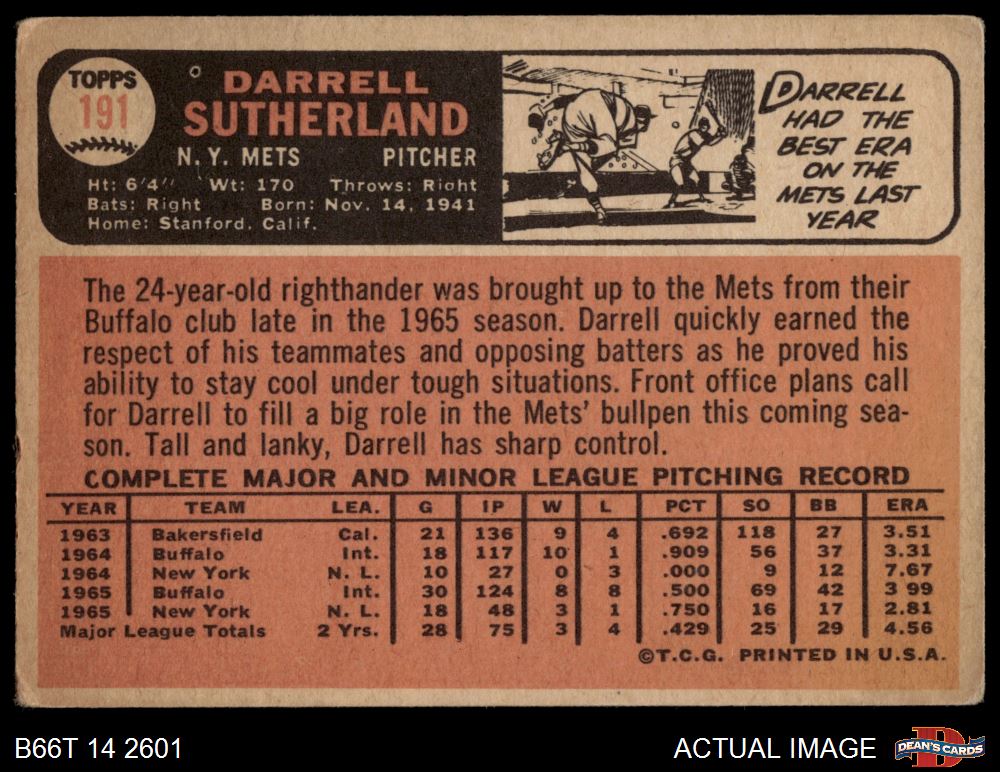 TOPPS
191
DARRELL
SUTHERLAND
N. Y. METS PITCHER
Ht: 6'4" Wt: 170 Throws: Right
Bats: Right Born: Nov. 14, 1941
Home: Stanford, Calif.
DARRELL
HAD THE
BEST ERA
ON THE
METS LAST
YEAR
The 24-year-old righthander was brought up to the Mets from their
Buffalo club late in the 1965 season. Darrell quickly earned the
respect of his teammates and opposing batters as he proved his
ability to stay cool under tough situations. Front office plans call
for Darrell to fill a big role in the Mets' bullpen this coming sea-
son. Tall and lanky, Darrell has sharp control.
COMPLETE MAJOR AND MINOR LEAGUE PITCHING RECORD
YEAR TEAM LEA. G IP W L PCT SO BB ERA
1963 Bakersfield Cal. 21 136 9 4 .692 118 27 3.51
1964 Buffalo Int. 18 117 10 1 .909 56 37 3.31
1964 New York N. L. 10 27 0 3 .000 9 12 7.67
1965 Buffalo Int. 30 124 8 8 .500 69 42 3 99
1965 New York N. L. 18 48 3 1 .750 16 17 2.81
Major League Totals 2 Yrs. 28 75 3 4 .429 25 29 4.56
©T.C.G. PRINTED IN U.S.A.
B66T 14 2601 ACTUAL IMAGE
DEAN'S CARDS